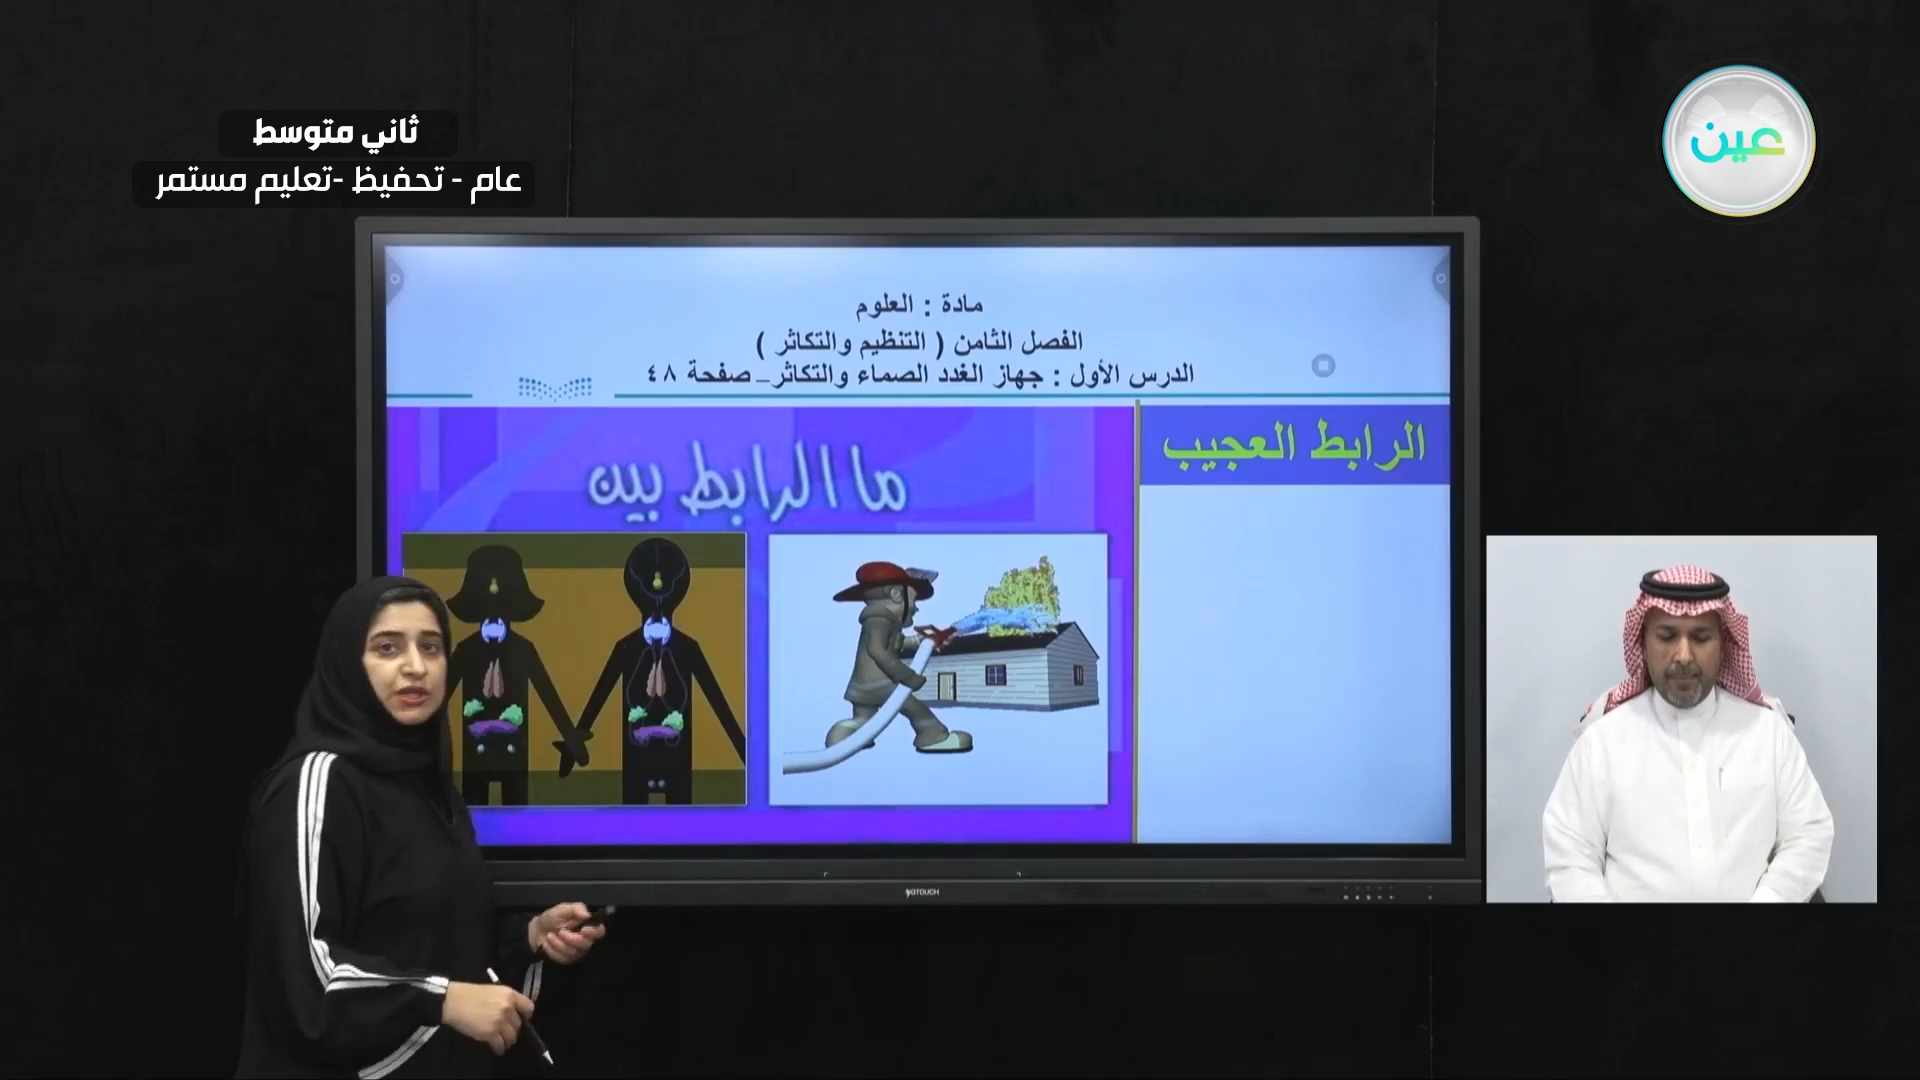 ثاني متوسط
عام - تحفيظ -تعليم مستمر
عين
مادة : العلوم
الفصل الثامن ( التنظيم والتكاثر )
الدرس الأول : جهاز الغدد الصماء والتكاثر_ صفحة ٤٨
الرابط العجيب
ما الرابط بين